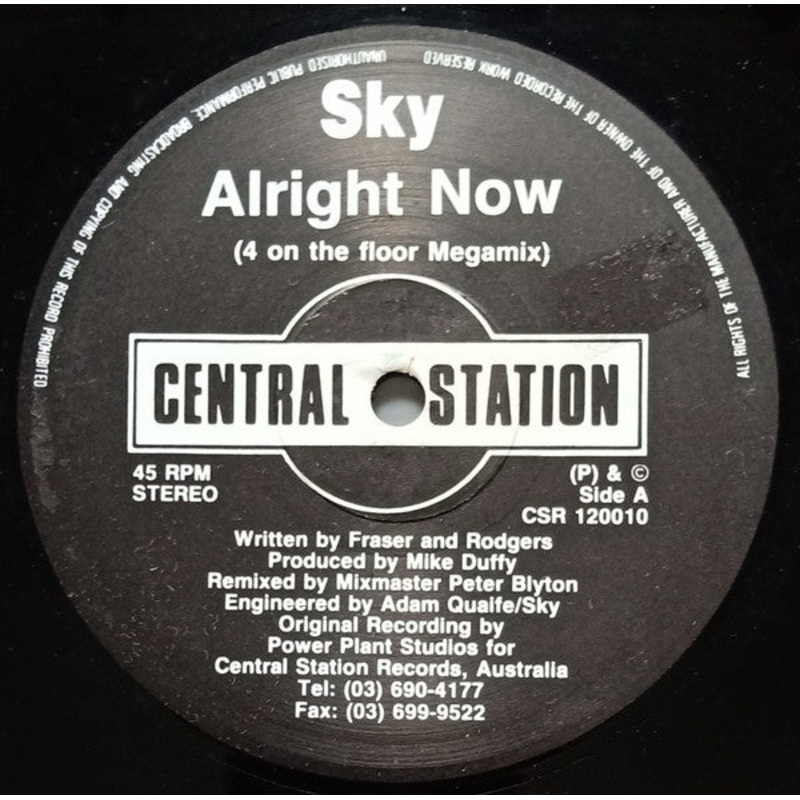 UNAUTHORISED PUBLIC PERFORMANCE, BROADCASTING AND COPYING OF THIS RECORD PROHIBITED
ALL RIGHTS OF THE MANUFACTURER AND OF THE OWNER OF THE RECORDED WORK RESERVED
Sky
Alright Now
(4 on the floor Megamix)
CENTRAL STATION
45 RPM
STEREO
(P) & ©
Side A
CSR 120010
Written by Fraser and Rodgers
Produced by Mike Duffy
Remixed by Mixmaster Peter Blyton
Engineered by Adam Quaife/Sky
Original Recording by
Power Plant Studios for
Central Station Records, Australia
Tel: (03) 690-4177
Fax: (03) 699-9522